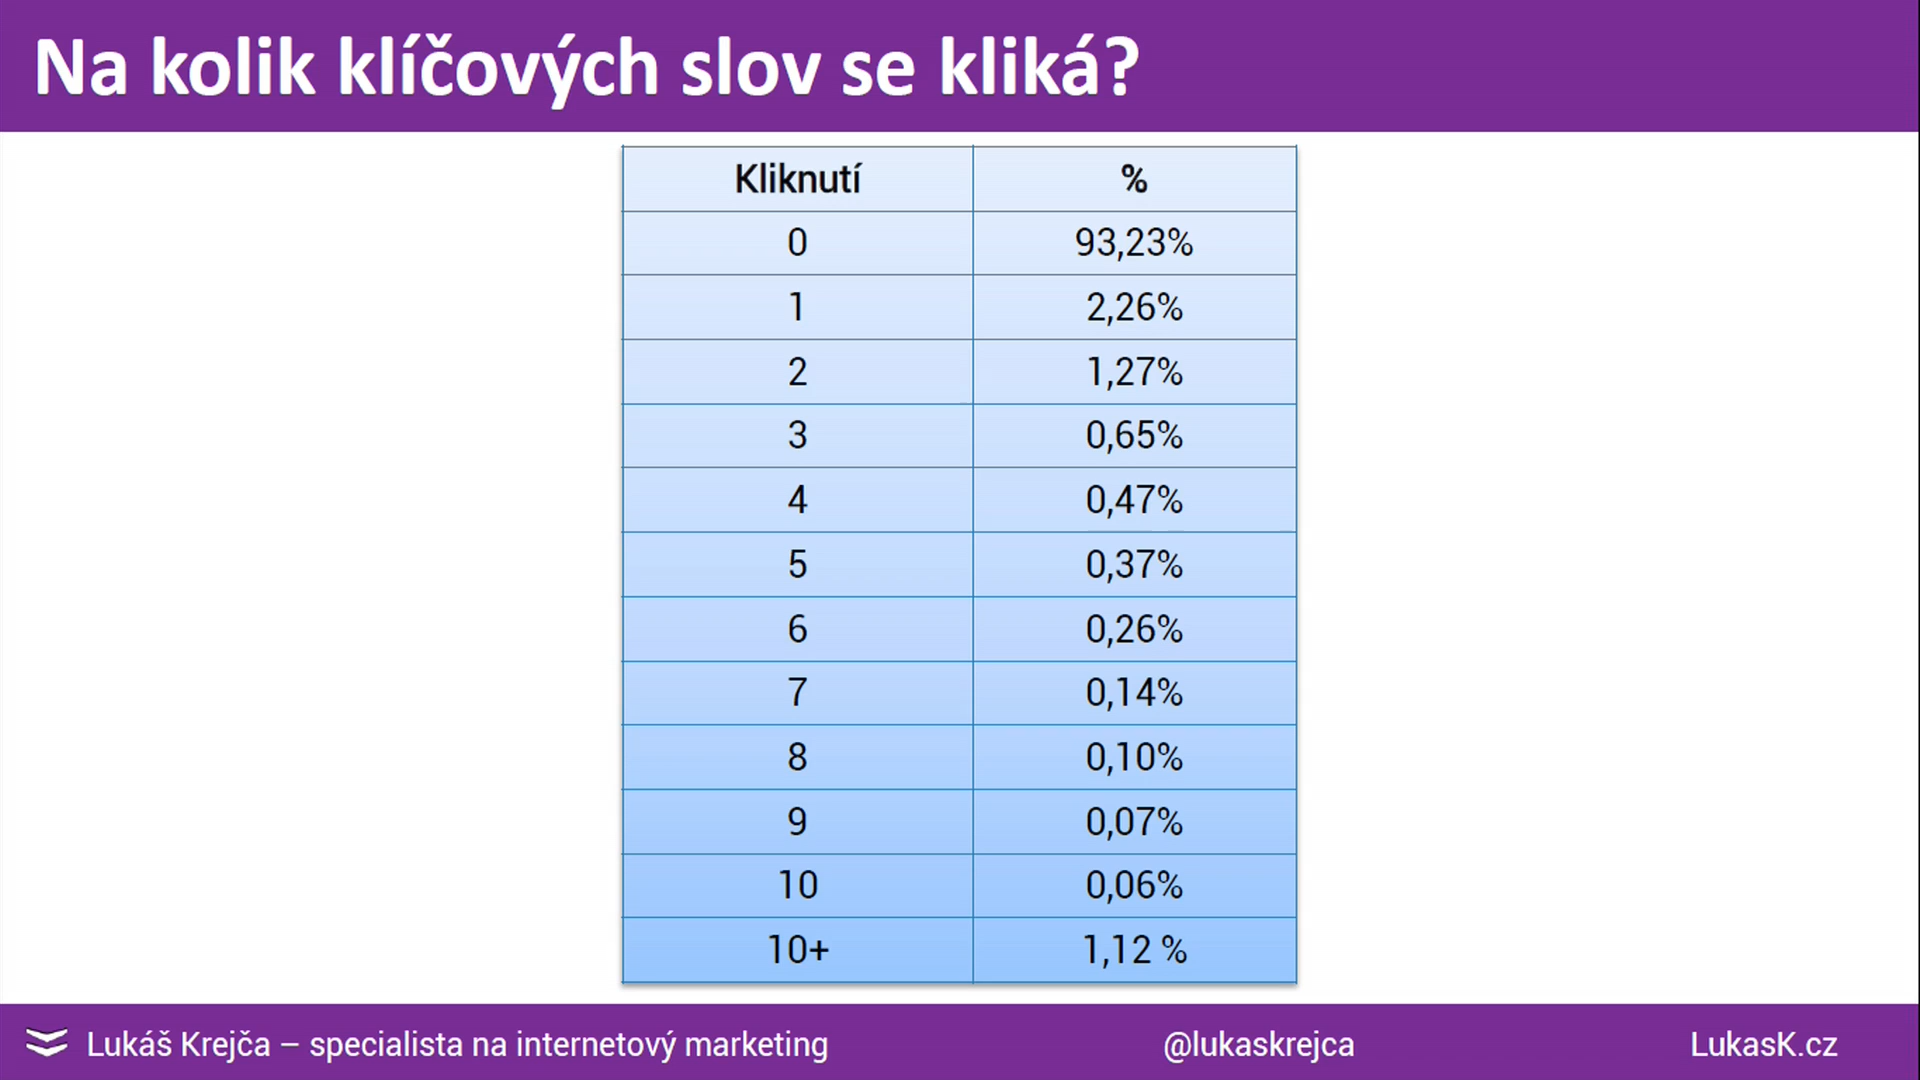 Na kolik klíčových slov se kliká?
Kliknutí %
0 93,23%
1 2,26%
2 1,27%
3 0,65%
4 0,47%
5 0,37%
6 0,26%
7 0,14%
8 0,10%
9 0,07%
10 0,06%
10+ 1,12 %
Lukáš Krejča – specialista na internetový marketing @lukaskrejca LukasK.cz